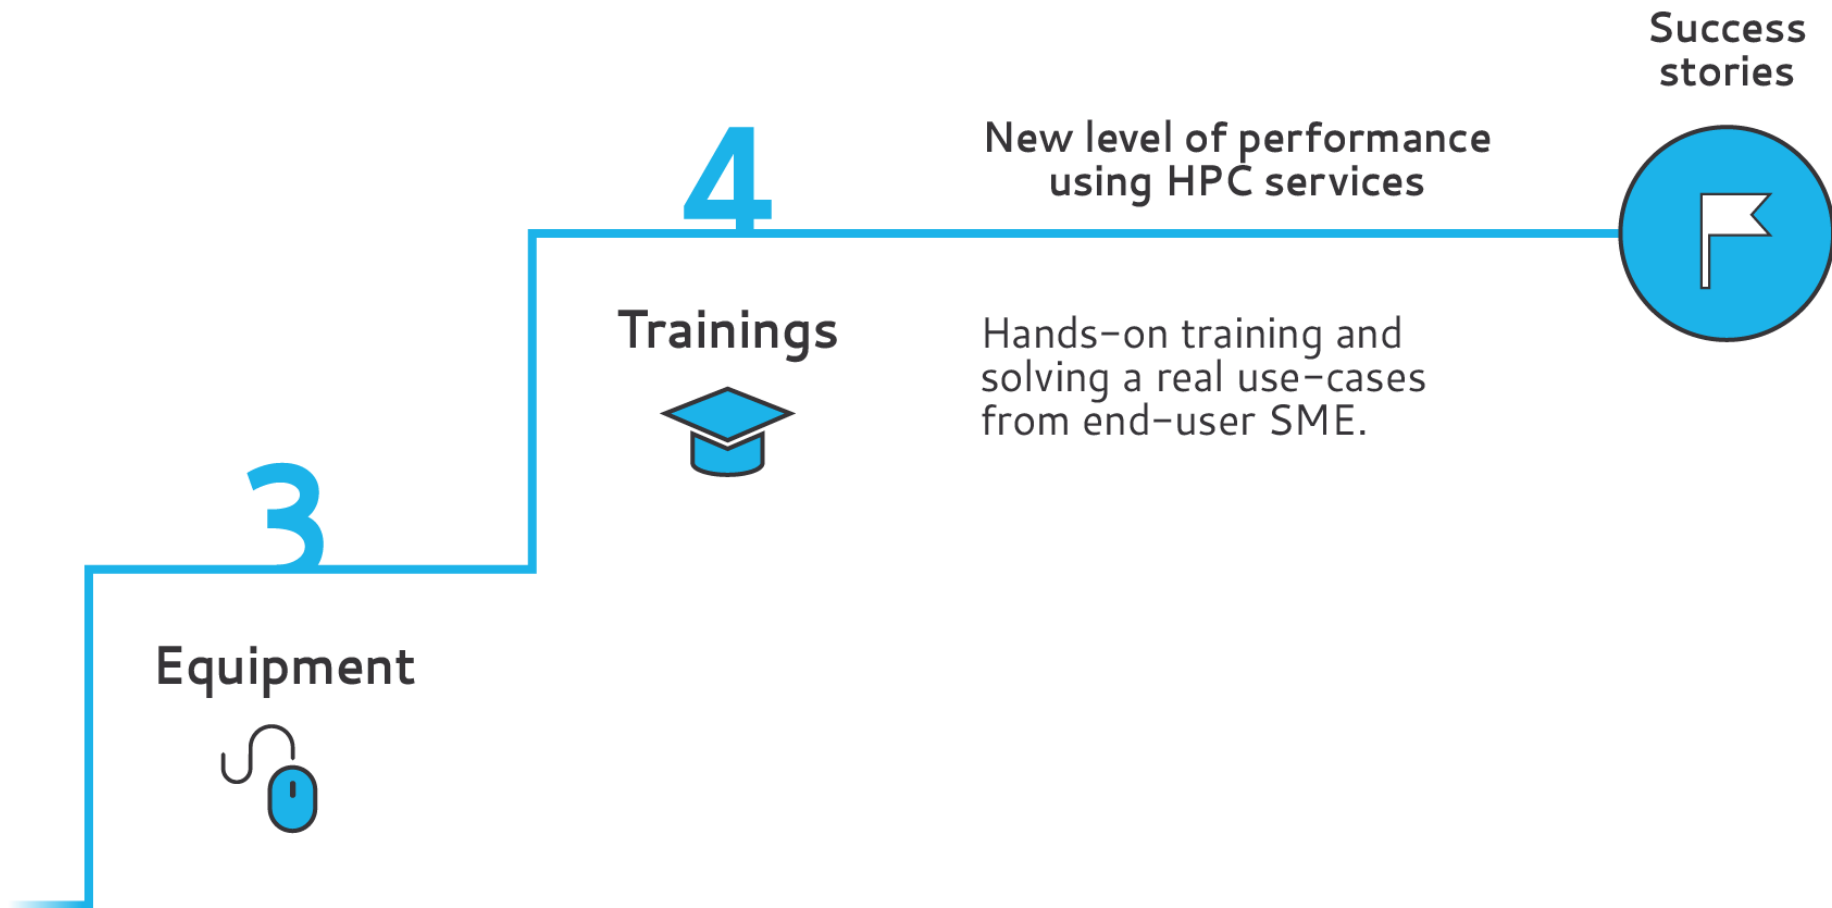 Success
stories
4
New level of performance
using HPC services
Trainings
Hands-on training and
solving a real use-cases
from end-user SME.
3
Equipment